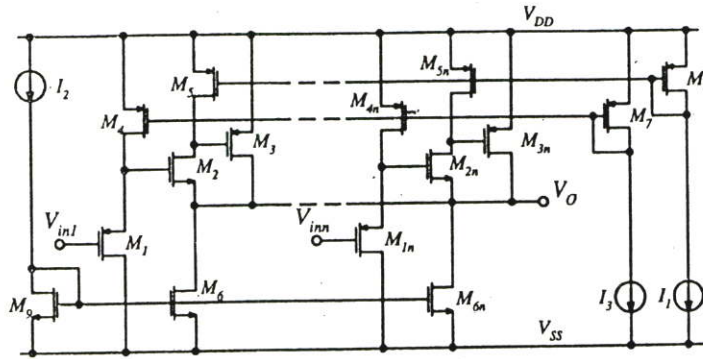 V_DD
I_2
M_5
M_5n
M
M_4
M_4n
M_7
M_3
M_3n
M_2
M_2n
V_in1
M_1
V_inn
M_1n
V_O
M_9
M_6
M_6n
I_3
I_1
V_SS